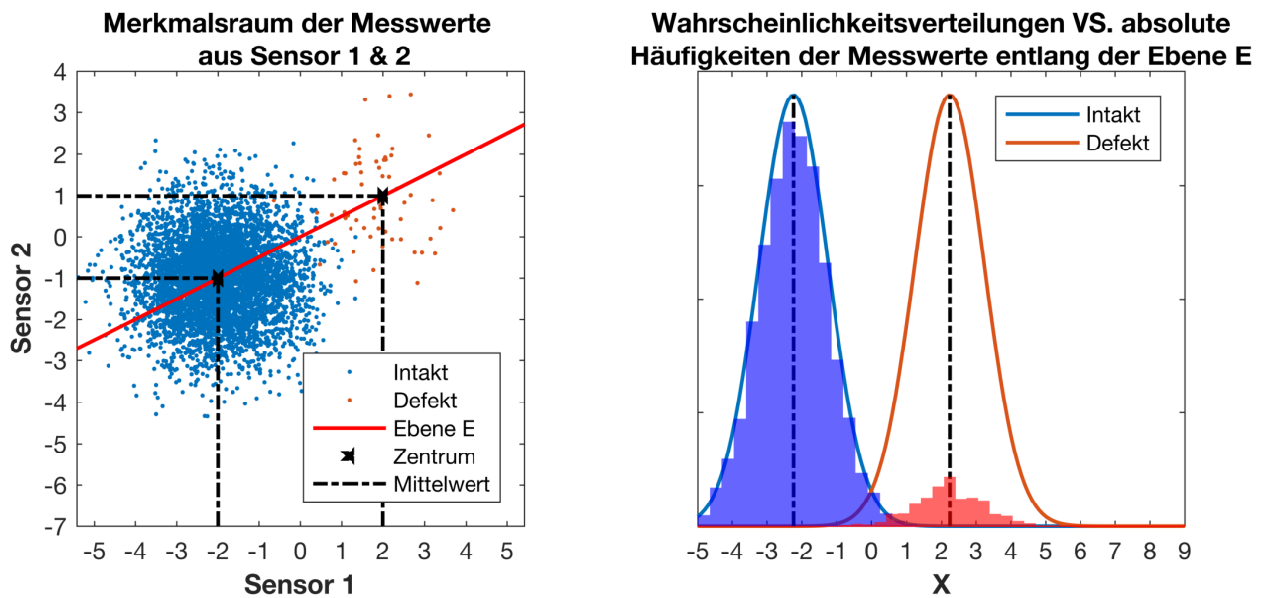 Merkmalsraum der Messwerte
aus Sensor 1 & 2
4
3
2
1
0
-1
-2
-3
-4
-5
-6
-7
Sensor 2
Intakt
Defekt
Ebene E
Zentrum
Mittelwert
-5 -4 -3 -2 -1 0 1 2 3 4 5
Sensor 1
Wahrscheinlichkeitsverteilungen VS. absolute
Häufigkeiten der Messwerte entlang der Ebene E
Intakt
Defekt
-5 -4 -3 -2 -1 0 1 2 3 4 5 6 7 8 9
X